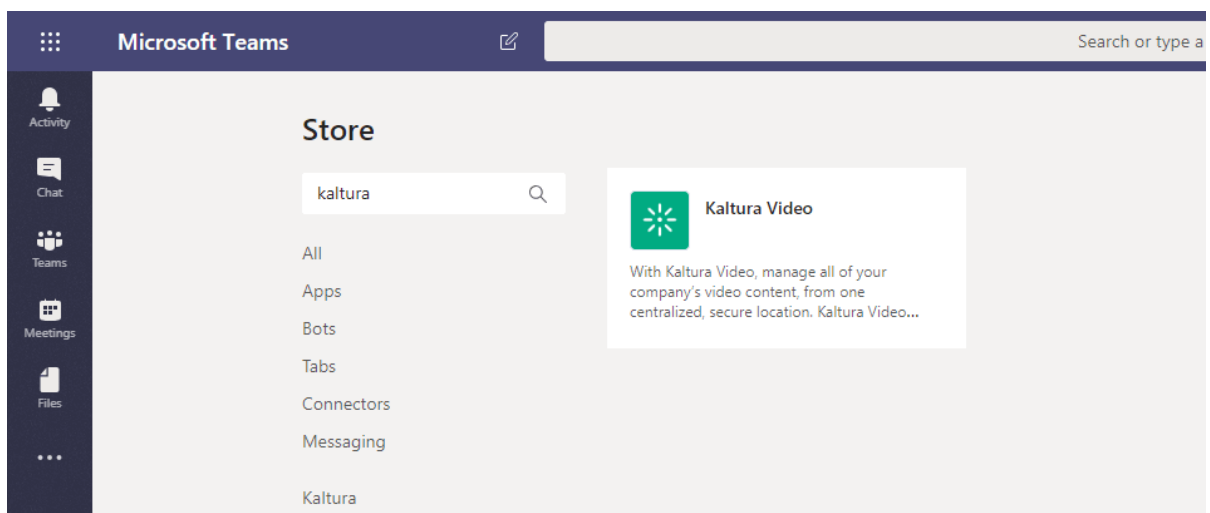 Microsoft Teams
Search or type a
Activity
Chat
Teams
Meetings
Files
Store
kaltura
All
Apps
Bots
Tabs
Connectors
Messaging
Kaltura
Kaltura Video
With Kaltura Video, manage all of your
company's video content, from one
centralized, secure location. Kaltura Video...